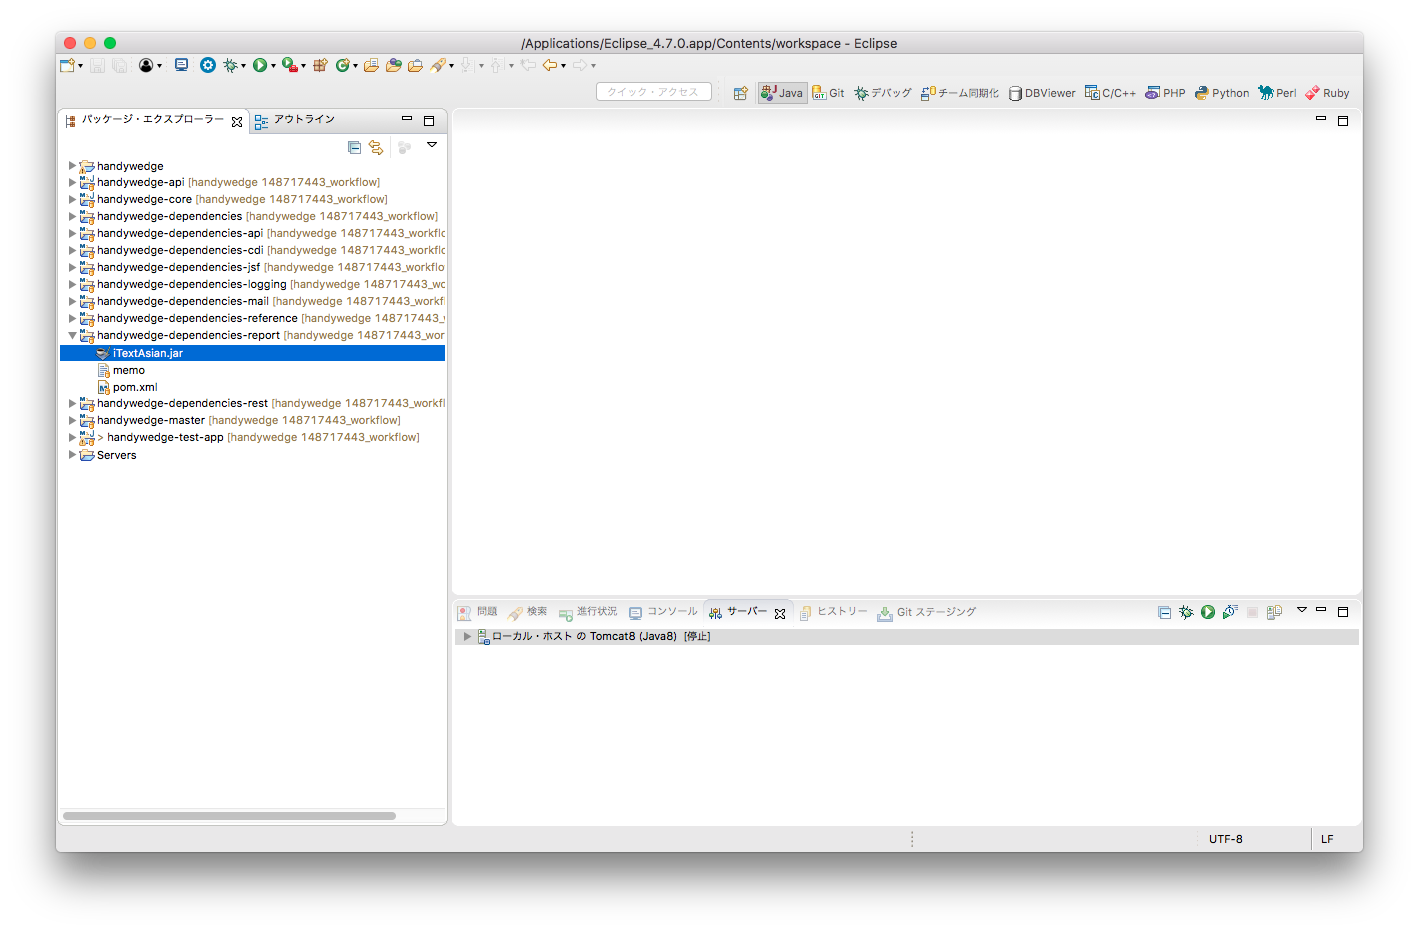 /Applications/Eclipse_4.7.0.app/Contents/workspace - Eclipse
クイック・アクセス
Java Git デバッグ チーム同期化 DBViewer C/C++ PHP Python Perl Ruby
パッケージ・エクスプローラー アウトライン
handywedge
handywedge-api [handywedge 148717443_workflow]
handywedge-core [handywedge 148717443_workflow]
handywedge-dependencies [handywedge 148717443_workflow]
handywedge-dependencies-api [handywedge 148717443_workflc
handywedge-dependencies-cdi [handywedge 148717443_workflc
handywedge-dependencies-jsf [handywedge 148717443_workflo
handywedge-dependencies-logging [handywedge 148717443_wc
handywedge-dependencies-mail [handywedge 148717443_workfl
handywedge-dependencies-reference [handywedge 148717443_
handywedge-dependencies-report [handywedge 148717443_wor
iTextAsian.jar
memo
pom.xml
handywedge-dependencies-rest [handywedge 148717443_workfl
handywedge-master [handywedge 148717443_workflow]
> handywedge-test-app [handywedge 148717443_workflow]
Servers
問題 検索 進行状況 コンソール サーバー ヒストリー Git ステージング
ローカル・ホスト の Tomcat8 (Java8) [停止]
UTF-8 LF